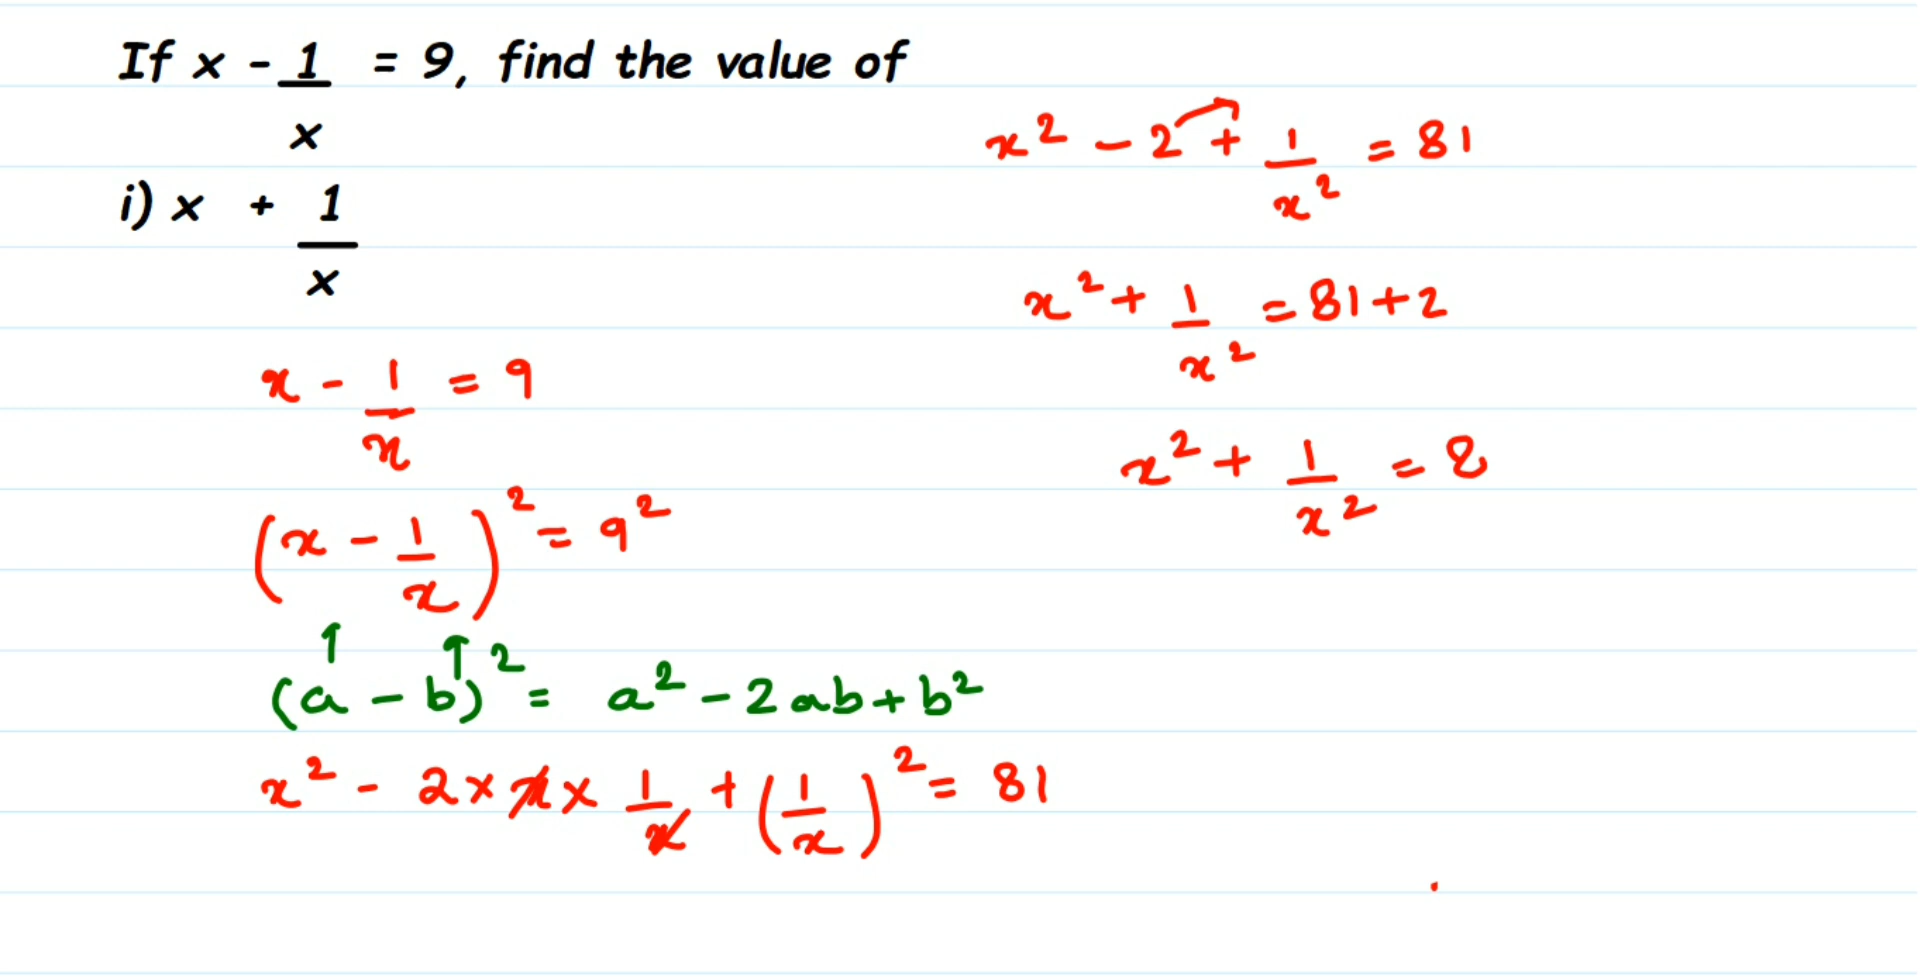 If x - 1/x = 9, find the value of
i) x + 1/x
x - 1/x = 9
(x - 1/x)² = 9²
(a - b)² = a² - 2ab + b²
x² - 2 × x × 1/x + (1/x)² = 81
x² - 2 + 1/x² = 81
x² + 1/x² = 81 + 2
x² + 1/x² = 8